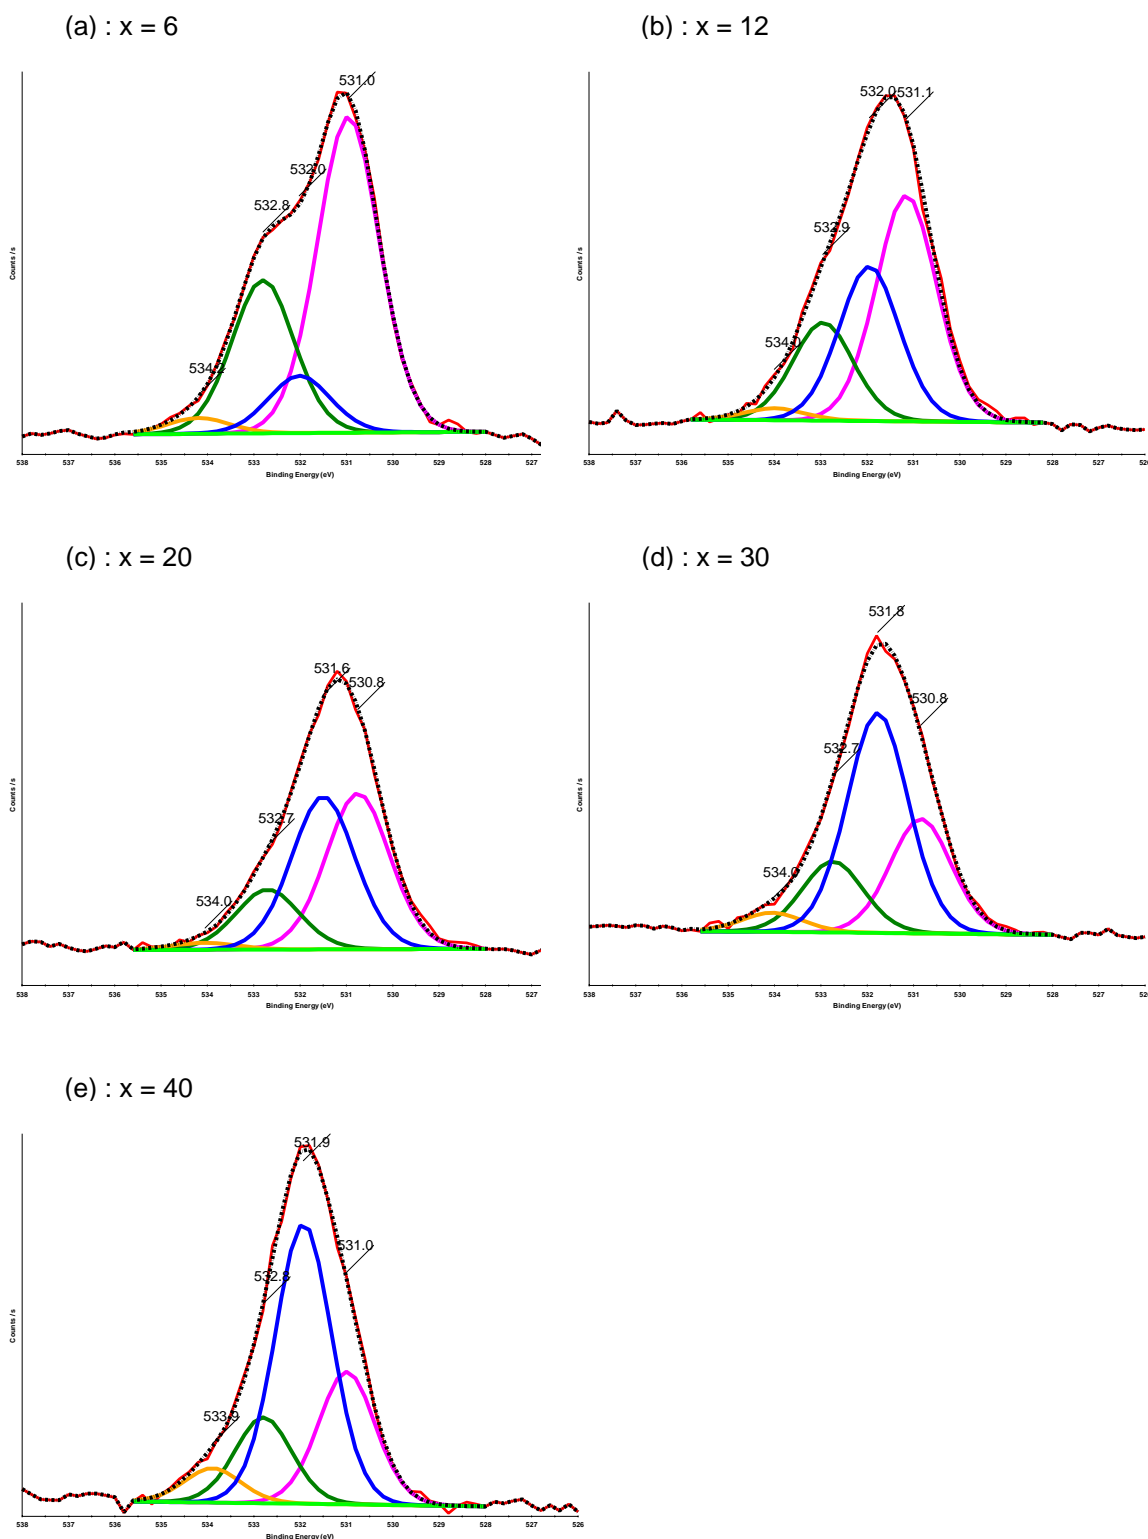 (a) : x = 6
(b) : x = 12
531.0
532.0
532.8
534.2
Counts / s
538 537 536 535 534 533 532 531 530 529 528 527
Binding Energy (eV)
532.0 531.1
532.9
534.0
Counts / s
538 537 536 535 534 533 532 531 530 529 528 527 526
Binding Energy (eV)
(c) : x = 20
(d) : x = 30
531.6
530.8
532.7
534.0
Counts / s
538 537 536 535 534 533 532 531 530 529 528 527
Binding Energy (eV)
531.8
530.8
532.7
534.0
Counts / s
538 537 536 535 534 533 532 531 530 529 528 527
Binding Energy (eV)
(e) : x = 40
531.9
531.0
532.8
533.9
Counts / s
538 537 536 535 534 533 532 531 530 529 528 527 526
Binding Energy (eV)